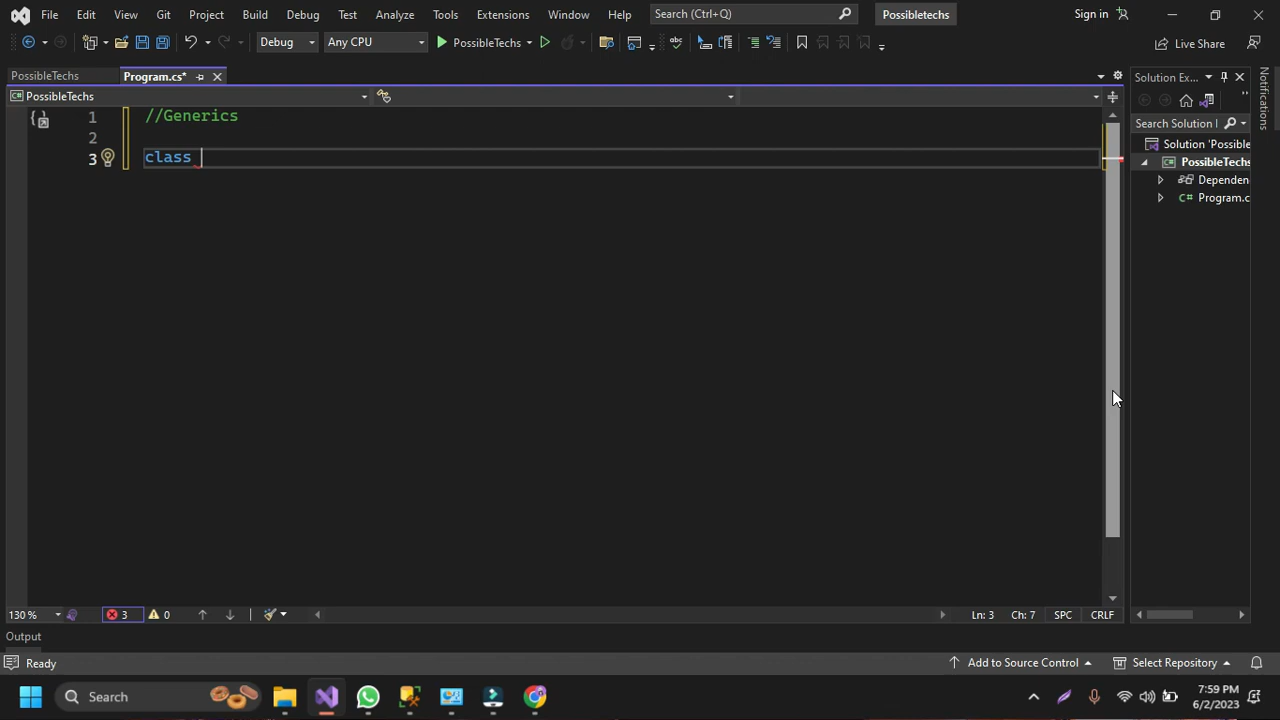 File Edit View Git Project Build Debug Test Analyze Tools Extensions Window Help Search (Ctrl+Q) Possibletechs Sign in
Debug Any CPU PossibleTechs Live Share
PossibleTechs Program.cs* Solution Ex...
PossibleTechs
Search Solution
1 //Generics
2
3 class
Solution 'Possible
PossibleTechs
Dependen
Program.c
Notifications
130 % 3 0 Ln: 3 Ch: 7 SPC CRLF
Output
Ready Add to Source Control Select Repository
Search 7:59 PM
6/2/2023